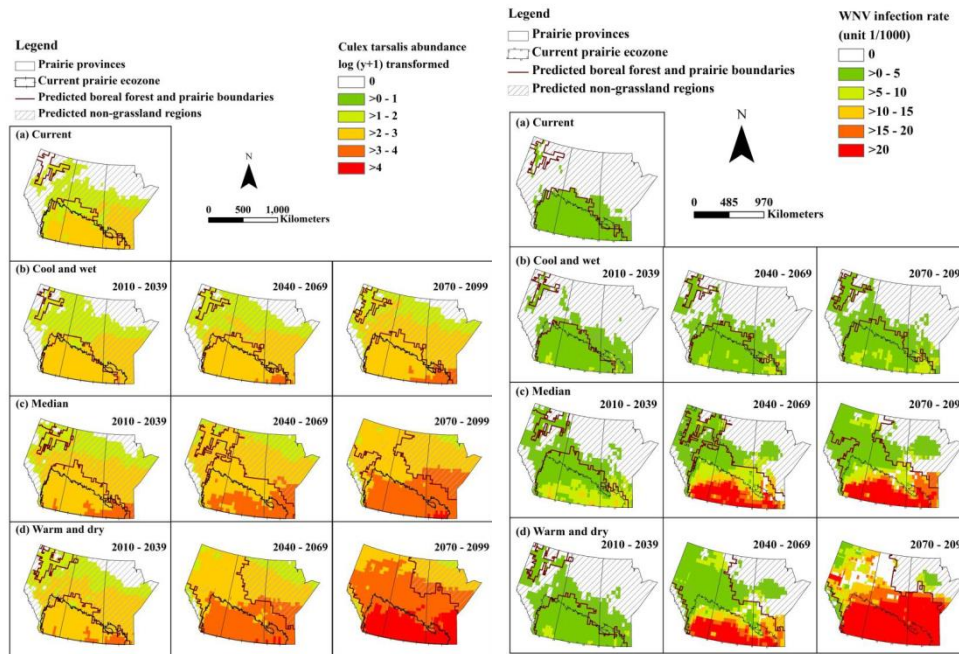 Legend
Prairie provinces
Current prairie ecozone
Predicted boreal forest and prairie boundaries
Predicted non-grassland regions
Culex tarsalis abundance
log (y+1) transformed
0
>0 - 1
>1 - 2
>2 - 3
>3 - 4
>4
(a) Current
N
0 500 1,000
Kilometers
(b) Cool and wet
2010 - 2039
2040 - 2069
2070 - 2099
(c) Median
2010 - 2039
2040 - 2069
2070 - 2099
(d) Warm and dry
2010 - 2039
2040 - 2069
2070 - 2099
Legend
Prairie provinces
Current prairie ecozone
Predicted boreal forest and prairie boundaries
Predicted non-grassland regions
WNV infection rate
(unit 1/1000)
0
>0 - 5
>5 - 10
>10 - 15
>15 - 20
>20
(a) Current
N
0 485 970
Kilometers
(b) Cool and wet
2010 - 2039
2040 - 2069
2070 - 209
(c) Median
2010 - 2039
2040 - 2069
2070 - 209
(d) Warm and dry
2010 - 2039
2040 - 2069
2070 - 209